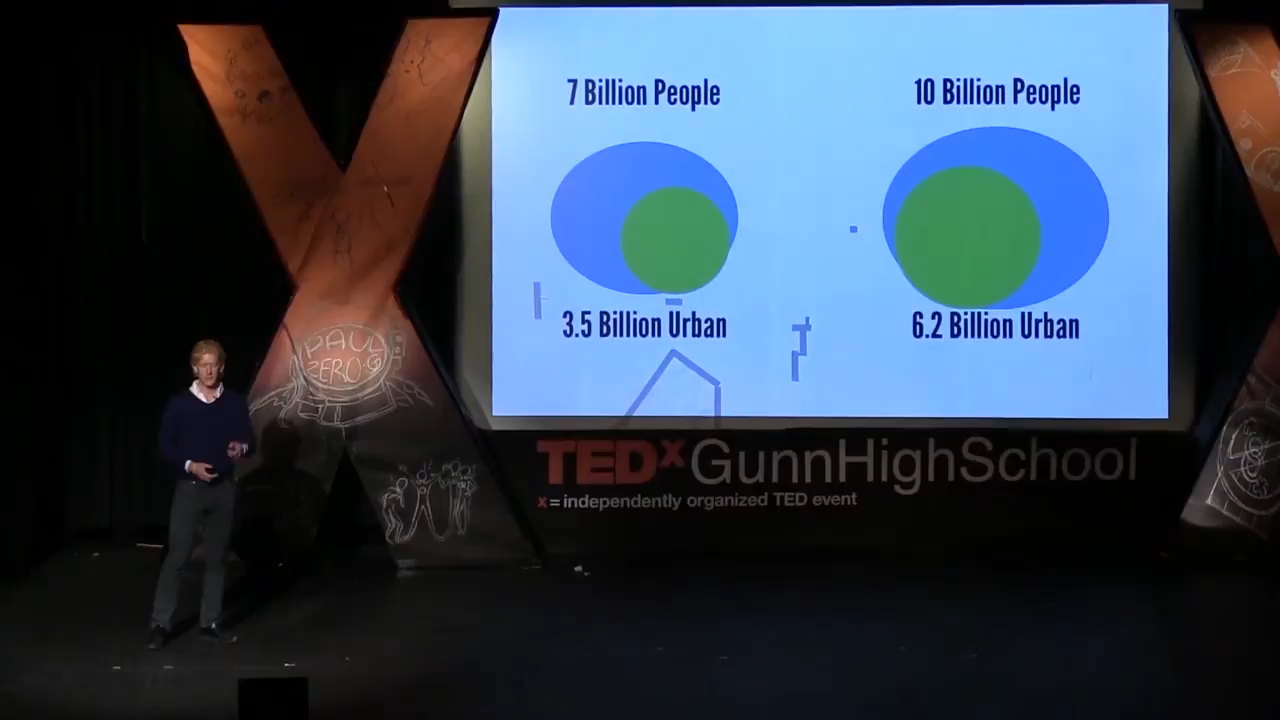 7 Billion People
10 Billion People
3.5 Billion Urban
6.2 Billion Urban
PAUL
ZERO-G
TEDxGunnHighSchool
x=independently organized TED event